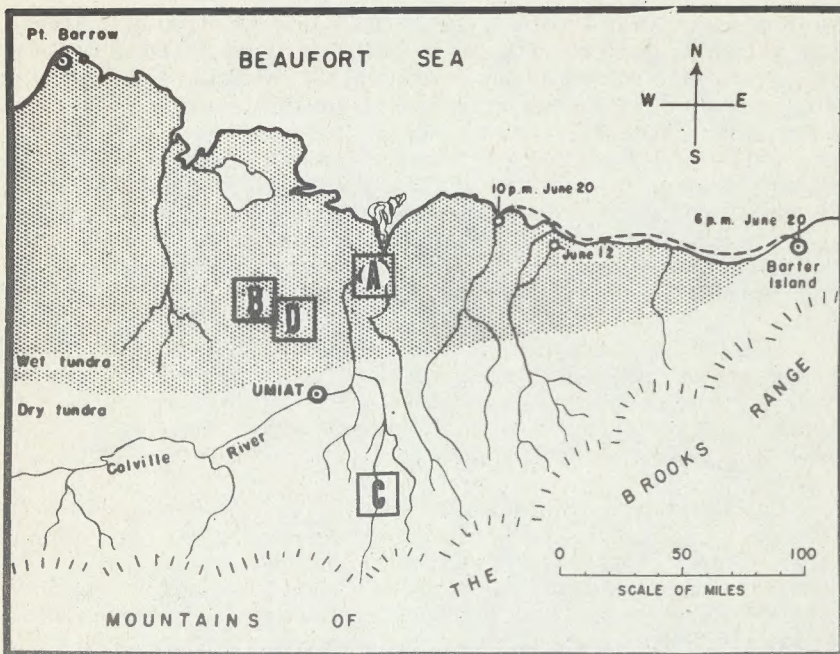 Pt. Barrow
BEAUFORT SEA
N
W E
S
10 p.m. June 20
6 p.m. June 20
June 12
Barter
Island
A
B
D
Wet tundra
UMIAT
Dry tundra
Colville River
C
THE BROOKS RANGE
0 50 100
SCALE OF MILES
MOUNTAINS OF